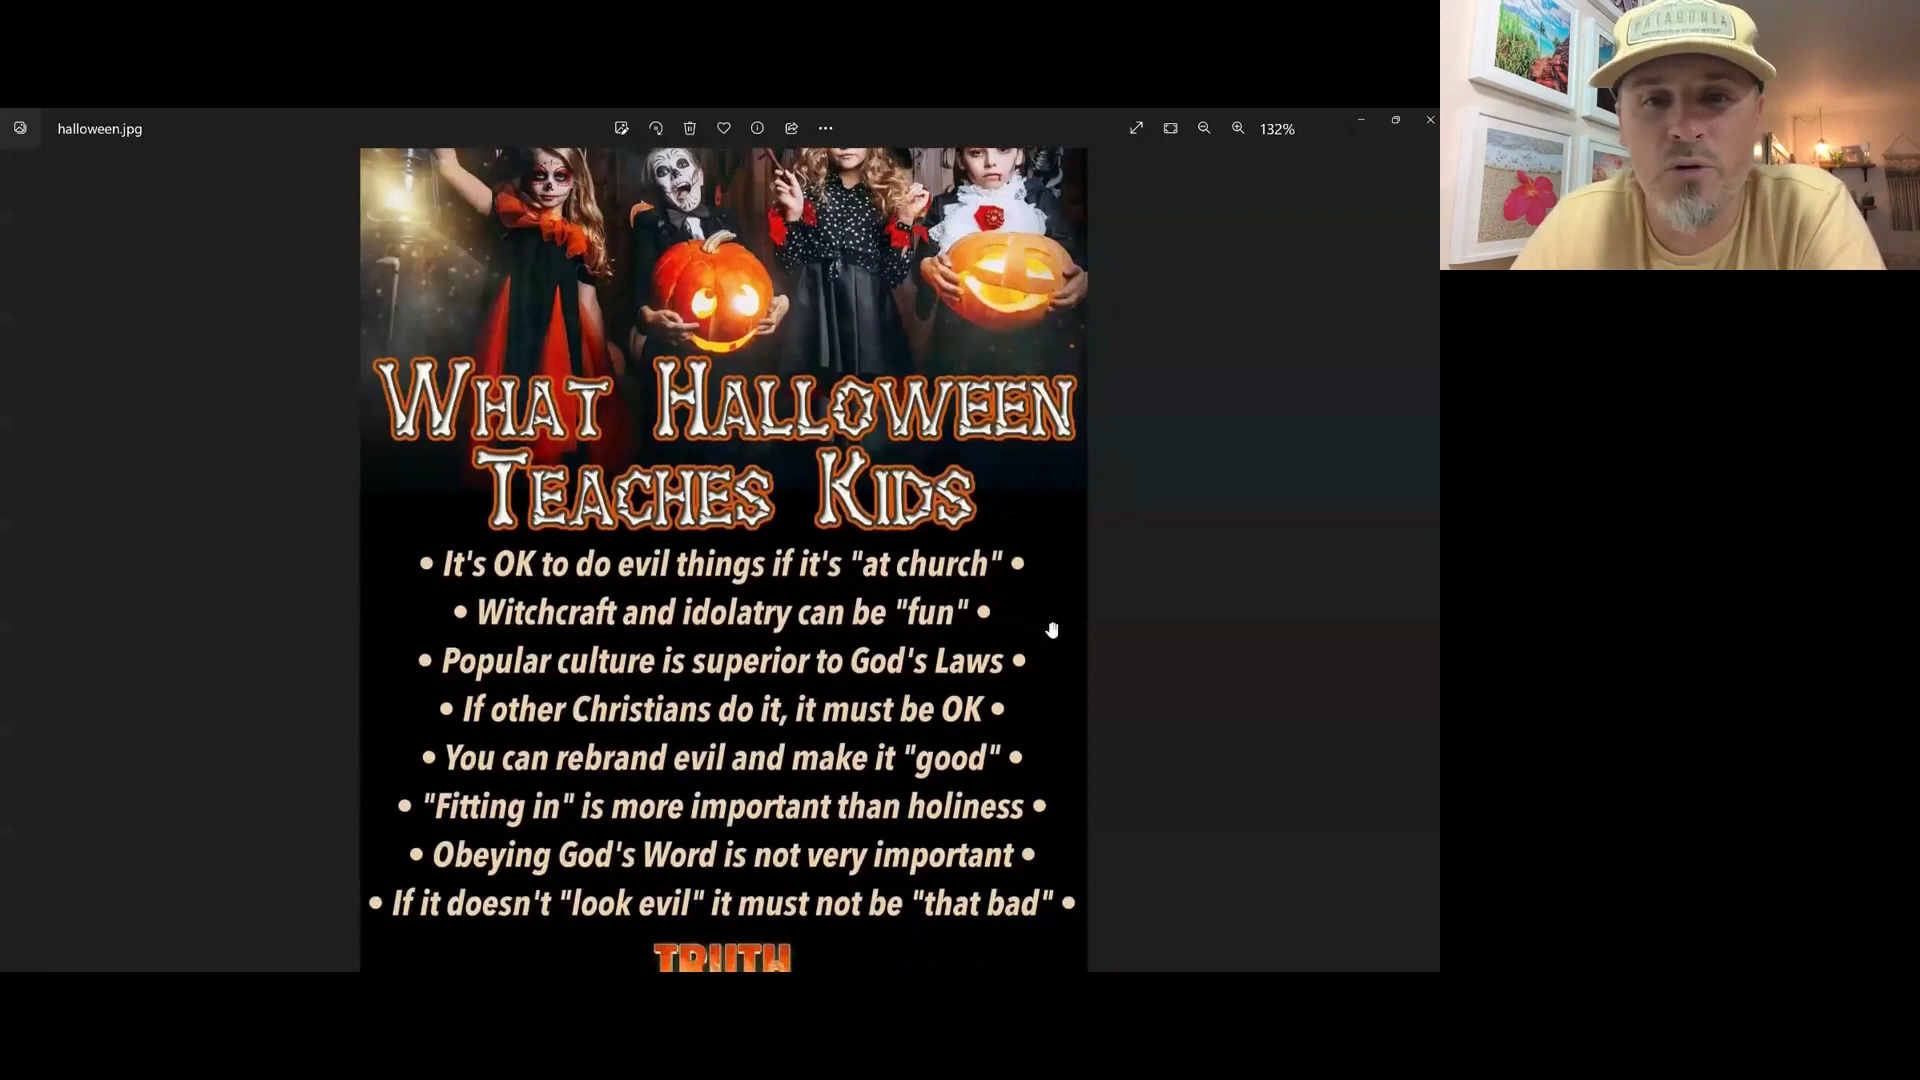 halloween.jpg
132%
PATAGONIA
WHAT HALLOWEEN
TEACHES KIDS
• It's OK to do evil things if it's "at church" •
• Witchcraft and idolatry can be "fun" •
• Popular culture is superior to God's Laws •
• If other Christians do it, it must be OK •
• You can rebrand evil and make it "good" •
• "Fitting in" is more important than holiness •
• Obeying God's Word is not very important •
• If it doesn't "look evil" it must not be "that bad" •
TRUTH